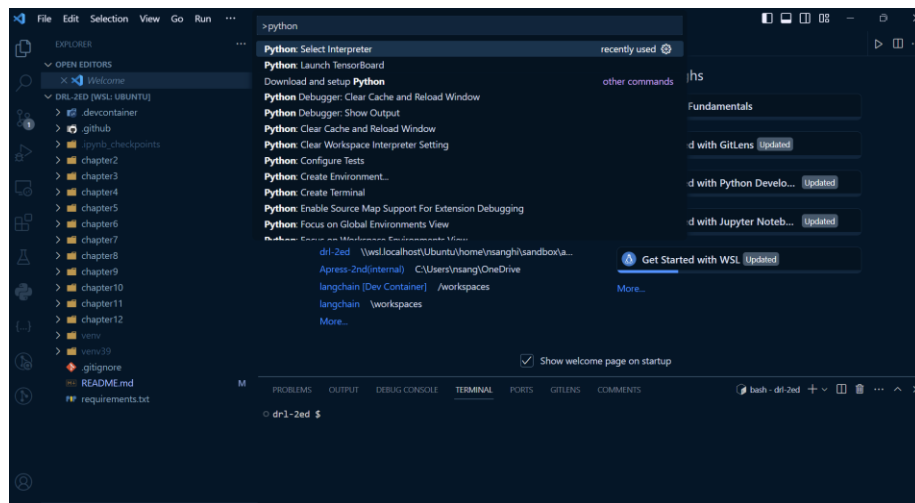 File Edit Selection View Go Run ...
>python
EXPLORER
OPEN EDITORS
Welcome
DRL-2ED [WSL: UBUNTU]
.devcontainer
.github
.ipynb_checkpoints
chapter2
chapter3
chapter4
chapter5
chapter6
chapter7
chapter8
chapter9
chapter10
chapter11
chapter12
venv
venv39
.gitignore
README.md M
requirements.txt
1
Python: Select Interpreter recently used
Python: Launch TensorBoard
Download and setup Python other commands
Python Debugger: Clear Cache and Reload Window
Python Debugger: Show Output
Python: Clear Cache and Reload Window
Python: Clear Workspace Interpreter Setting
Python: Configure Tests
Python: Create Environment...
Python: Create Terminal
Python: Enable Source Map Support For Extension Debugging
Python: Focus on Global Environments View
Python: Focus on Workspace Environments View
drl-2ed \\wsl.localhost\Ubuntu\home\nsanghi\sandbox\a...
Apress-2nd(internal) C:\Users\nsang\OneDrive
langchain [Dev Container] /workspaces
langchain \workspaces
More...
hs
Fundamentals
d with GitLens Updated
d with Python Develo... Updated
d with Jupyter Noteb... Updated
Get Started with WSL Updated
More...
Show welcome page on startup
PROBLEMS OUTPUT DEBUG CONSOLE TERMINAL PORTS GITLENS COMMENTS
bash - drl-2ed
drl-2ed $